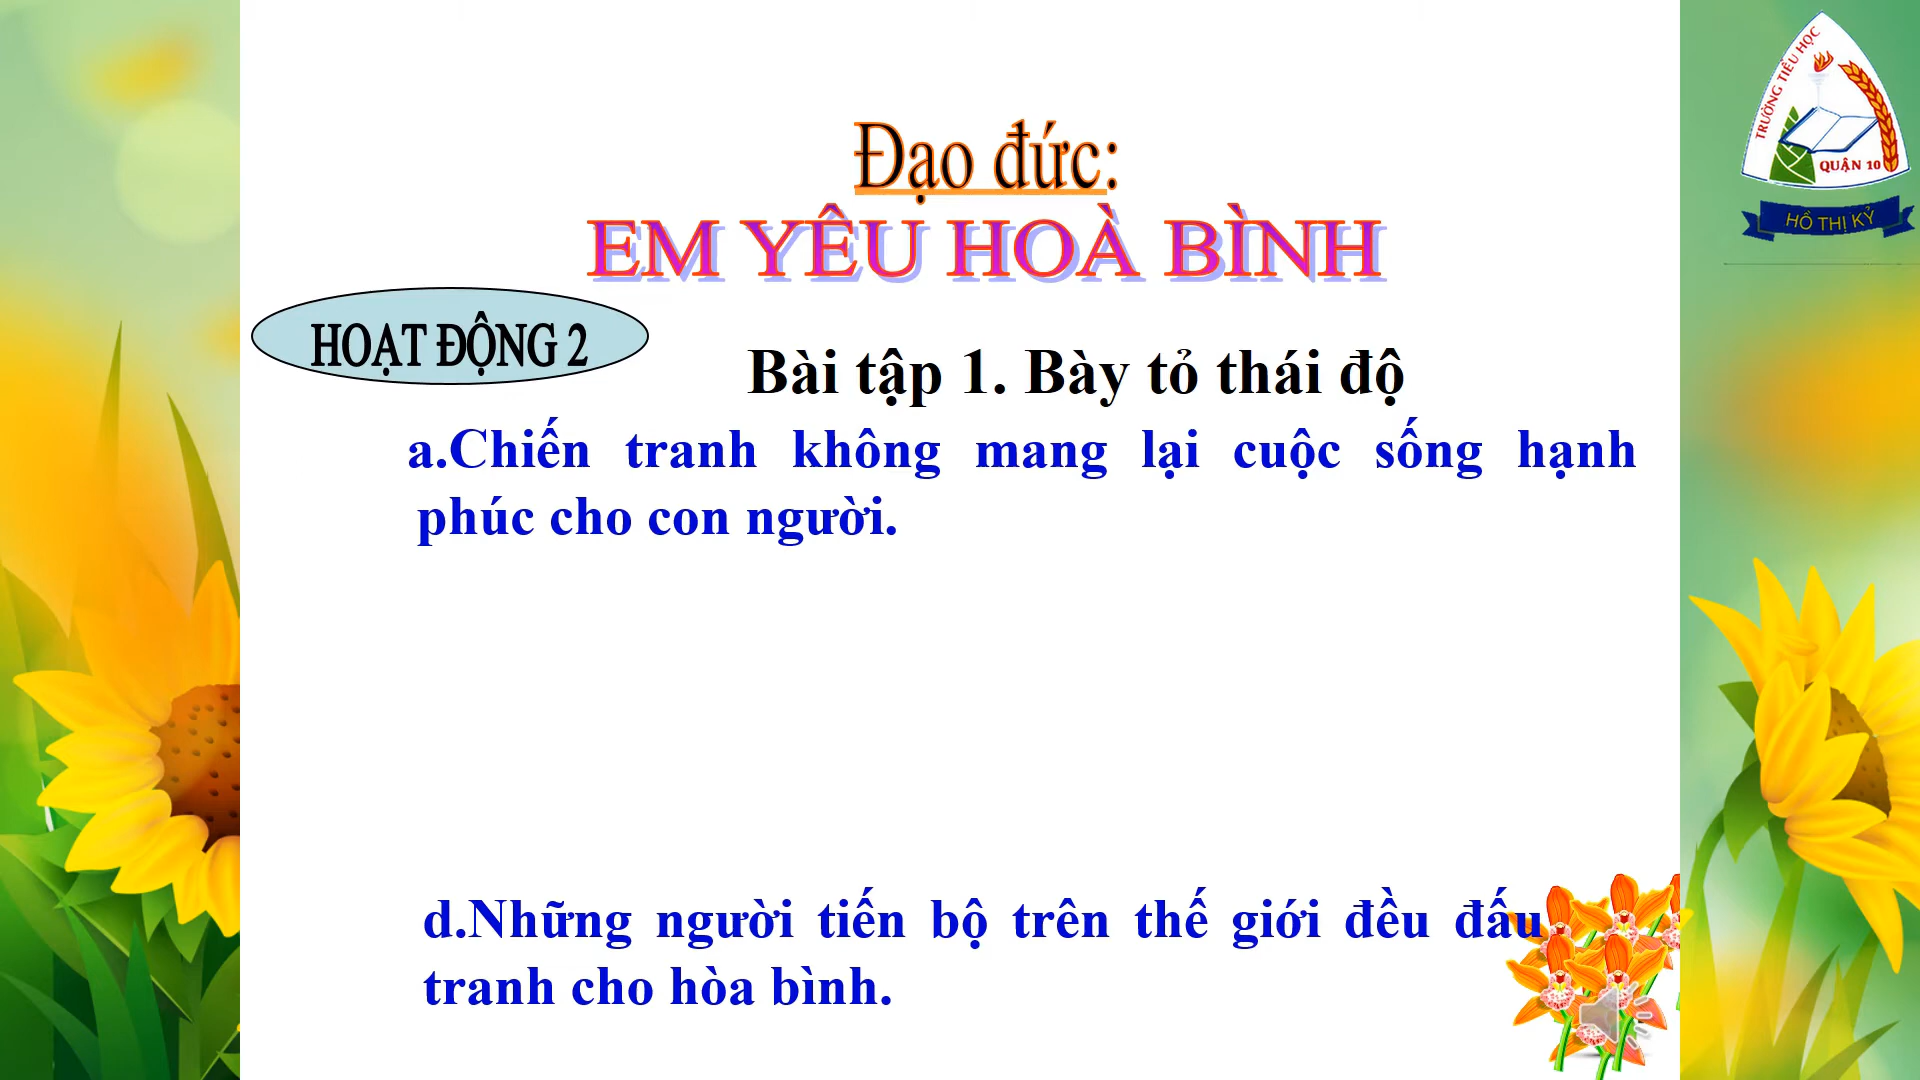 TRƯỜNG TIỂU HỌC
QUẬN 10
HỒ THỊ KỶ
Đạo đức:
EM YÊU HOÀ BÌNH
HOẠT ĐỘNG 2
Bài tập 1. Bày tỏ thái độ
a.Chiến tranh không mang lại cuộc sống hạnh
phúc cho con người.
d.Những người tiến bộ trên thế giới đều đấu
tranh cho hòa bình.